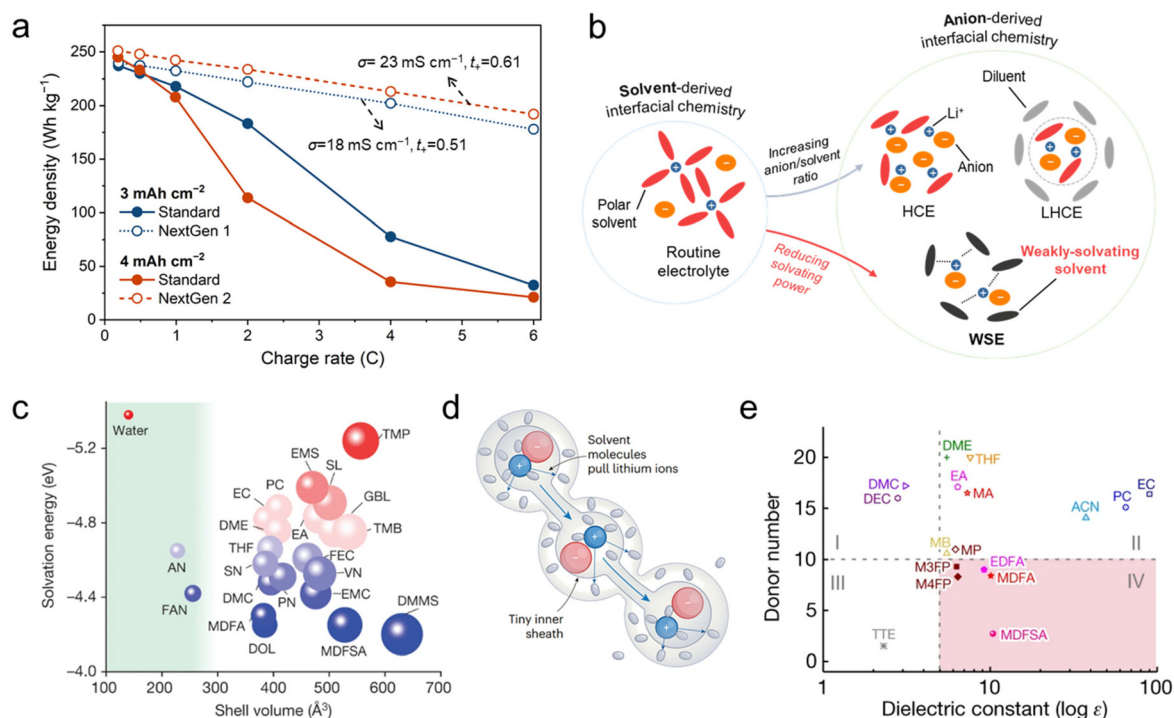 a
Energy density (Wh kg⁻¹)
250
200
150
100
50
0
σ= 23 mS cm⁻¹, t₊=0.61
σ=18 mS cm⁻¹, t₊=0.51
3 mAh cm⁻²
Standard
NextGen 1
4 mAh cm⁻²
Standard
NextGen 2
0 1 2 3 4 5 6
Charge rate (C)
b
Solvent-derived
interfacial chemistry
Polar
solvent
Routine
electrolyte
Increasing
anion/solvent
ratio
Reducing
solvating
power
Anion-derived
interfacial chemistry
Diluent
Li⁺
Anion
HCE
LHCE
Weakly-solvating
solvent
WSE
c
Solvation energy (eV)
−5.2
−4.8
−4.4
−4.0
Water
TMP
EMS
SL
PC
EC
GBL
DME
EA
TMB
THF
FEC
AN
SN
VN
FAN
DMC
PN
EMC
MDFA
DMMS
DOL
MDFSA
100 200 300 400 500 600 700
Shell volume (Å³)
d
Solvent
molecules
pull lithium ions
Tiny inner
sheath
e
Donor number
20
15
10
5
0
DME
THF
EA
DMC
DEC
MA
EC
PC
ACN
MB
MP
I
II
III
IV
M3FP
EDFA
M4FP
MDFA
TTE
MDFSA
1 10 100
Dielectric constant (log ε)